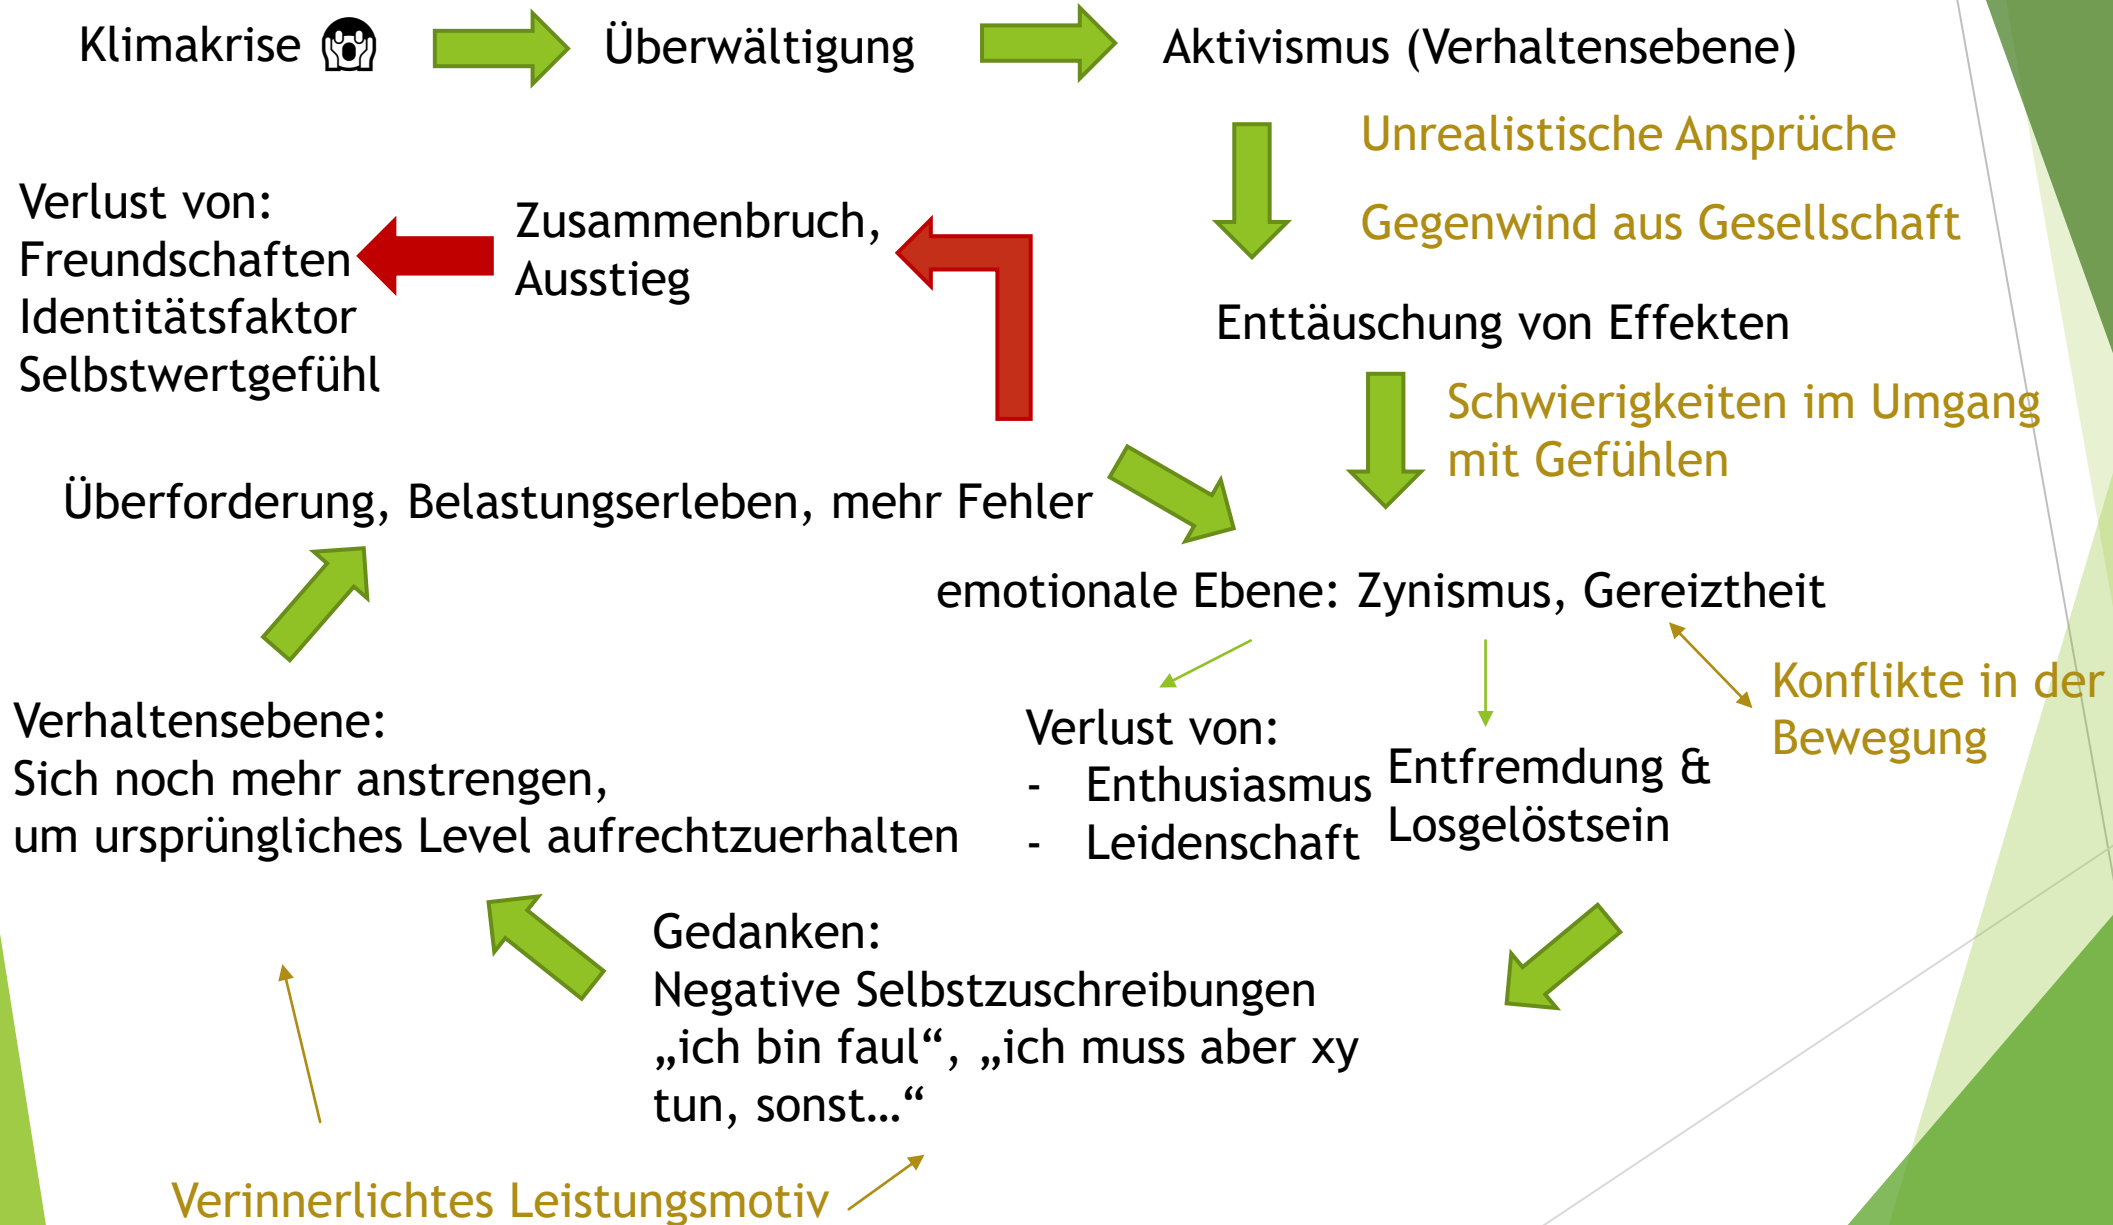 Klimakrise 😱
Überwältigung
Aktivismus (Verhaltensebene)
Unrealistische Ansprüche
Gegenwind aus Gesellschaft
Verlust von:
Freundschaften
Identitätsfaktor
Selbstwertgefühl
Zusammenbruch,
Ausstieg
Enttäuschung von Effekten
Schwierigkeiten im Umgang
mit Gefühlen
Überforderung, Belastungserleben, mehr Fehler
emotionale Ebene: Zynismus, Gereiztheit
Konflikte in der
Bewegung
Verlust von:
- Enthusiasmus
- Leidenschaft
Entfremdung &
Losgelöstsein
Verhaltensebene:
Sich noch mehr anstrengen,
um ursprüngliches Level aufrechtzuerhalten
Gedanken:
Negative Selbstzuschreibungen
„ich bin faul“, „ich muss aber xy
tun, sonst…“
Verinnerlichtes Leistungsmotiv